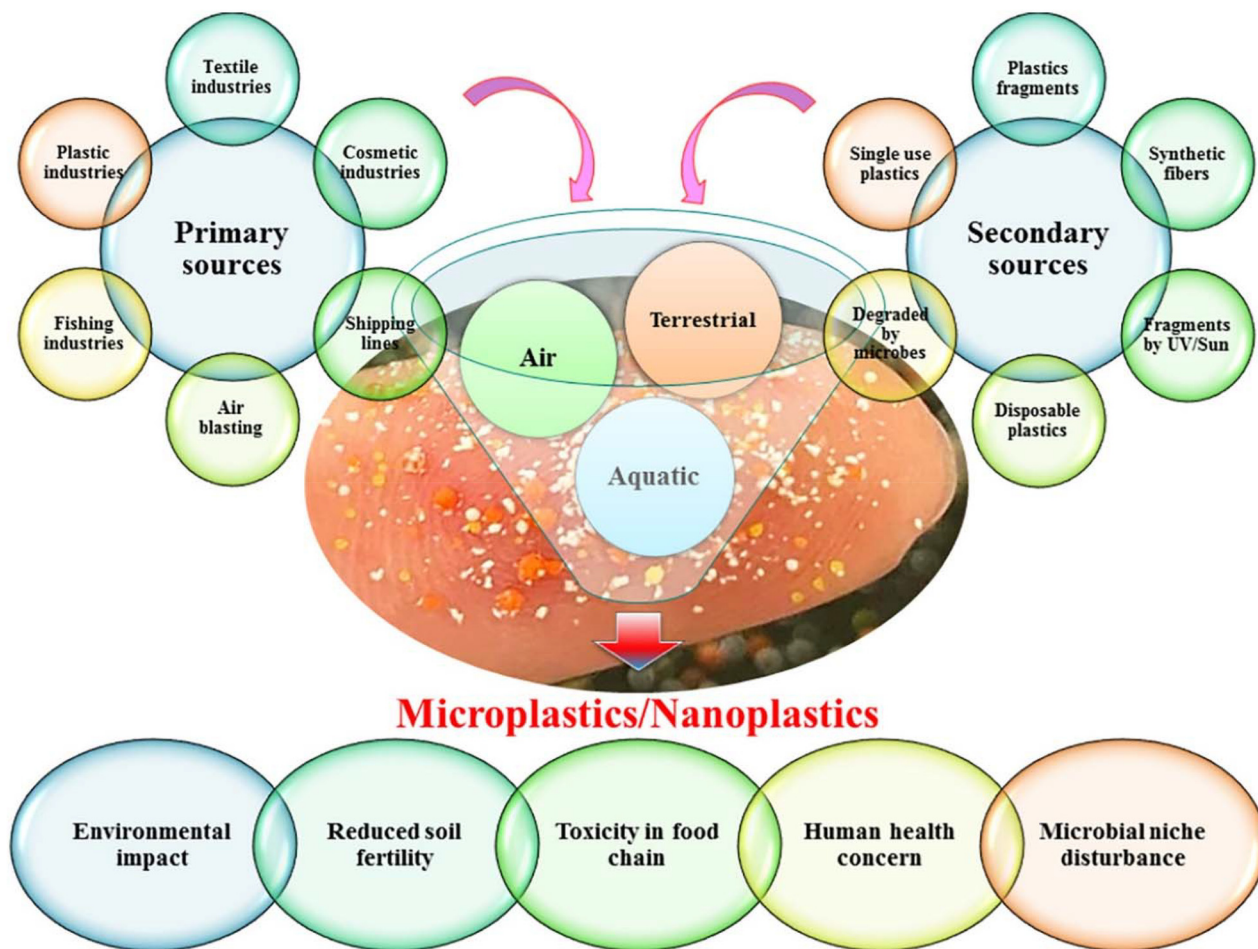 Textile
industries
Plastic
industries
Cosmetic
industries
Primary
sources
Fishing
industries
Shipping
lines
Air
blasting
Plastics
fragments
Single use
plastics
Synthetic
fibers
Secondary
sources
Degraded
by
microbes
Fragments
by UV/Sun
Disposable
plastics
Air
Terrestrial
Aquatic
Microplastics/Nanoplastics
Environmental
impact
Reduced soil
fertility
Toxicity in food
chain
Human health
concern
Microbial niche
disturbance